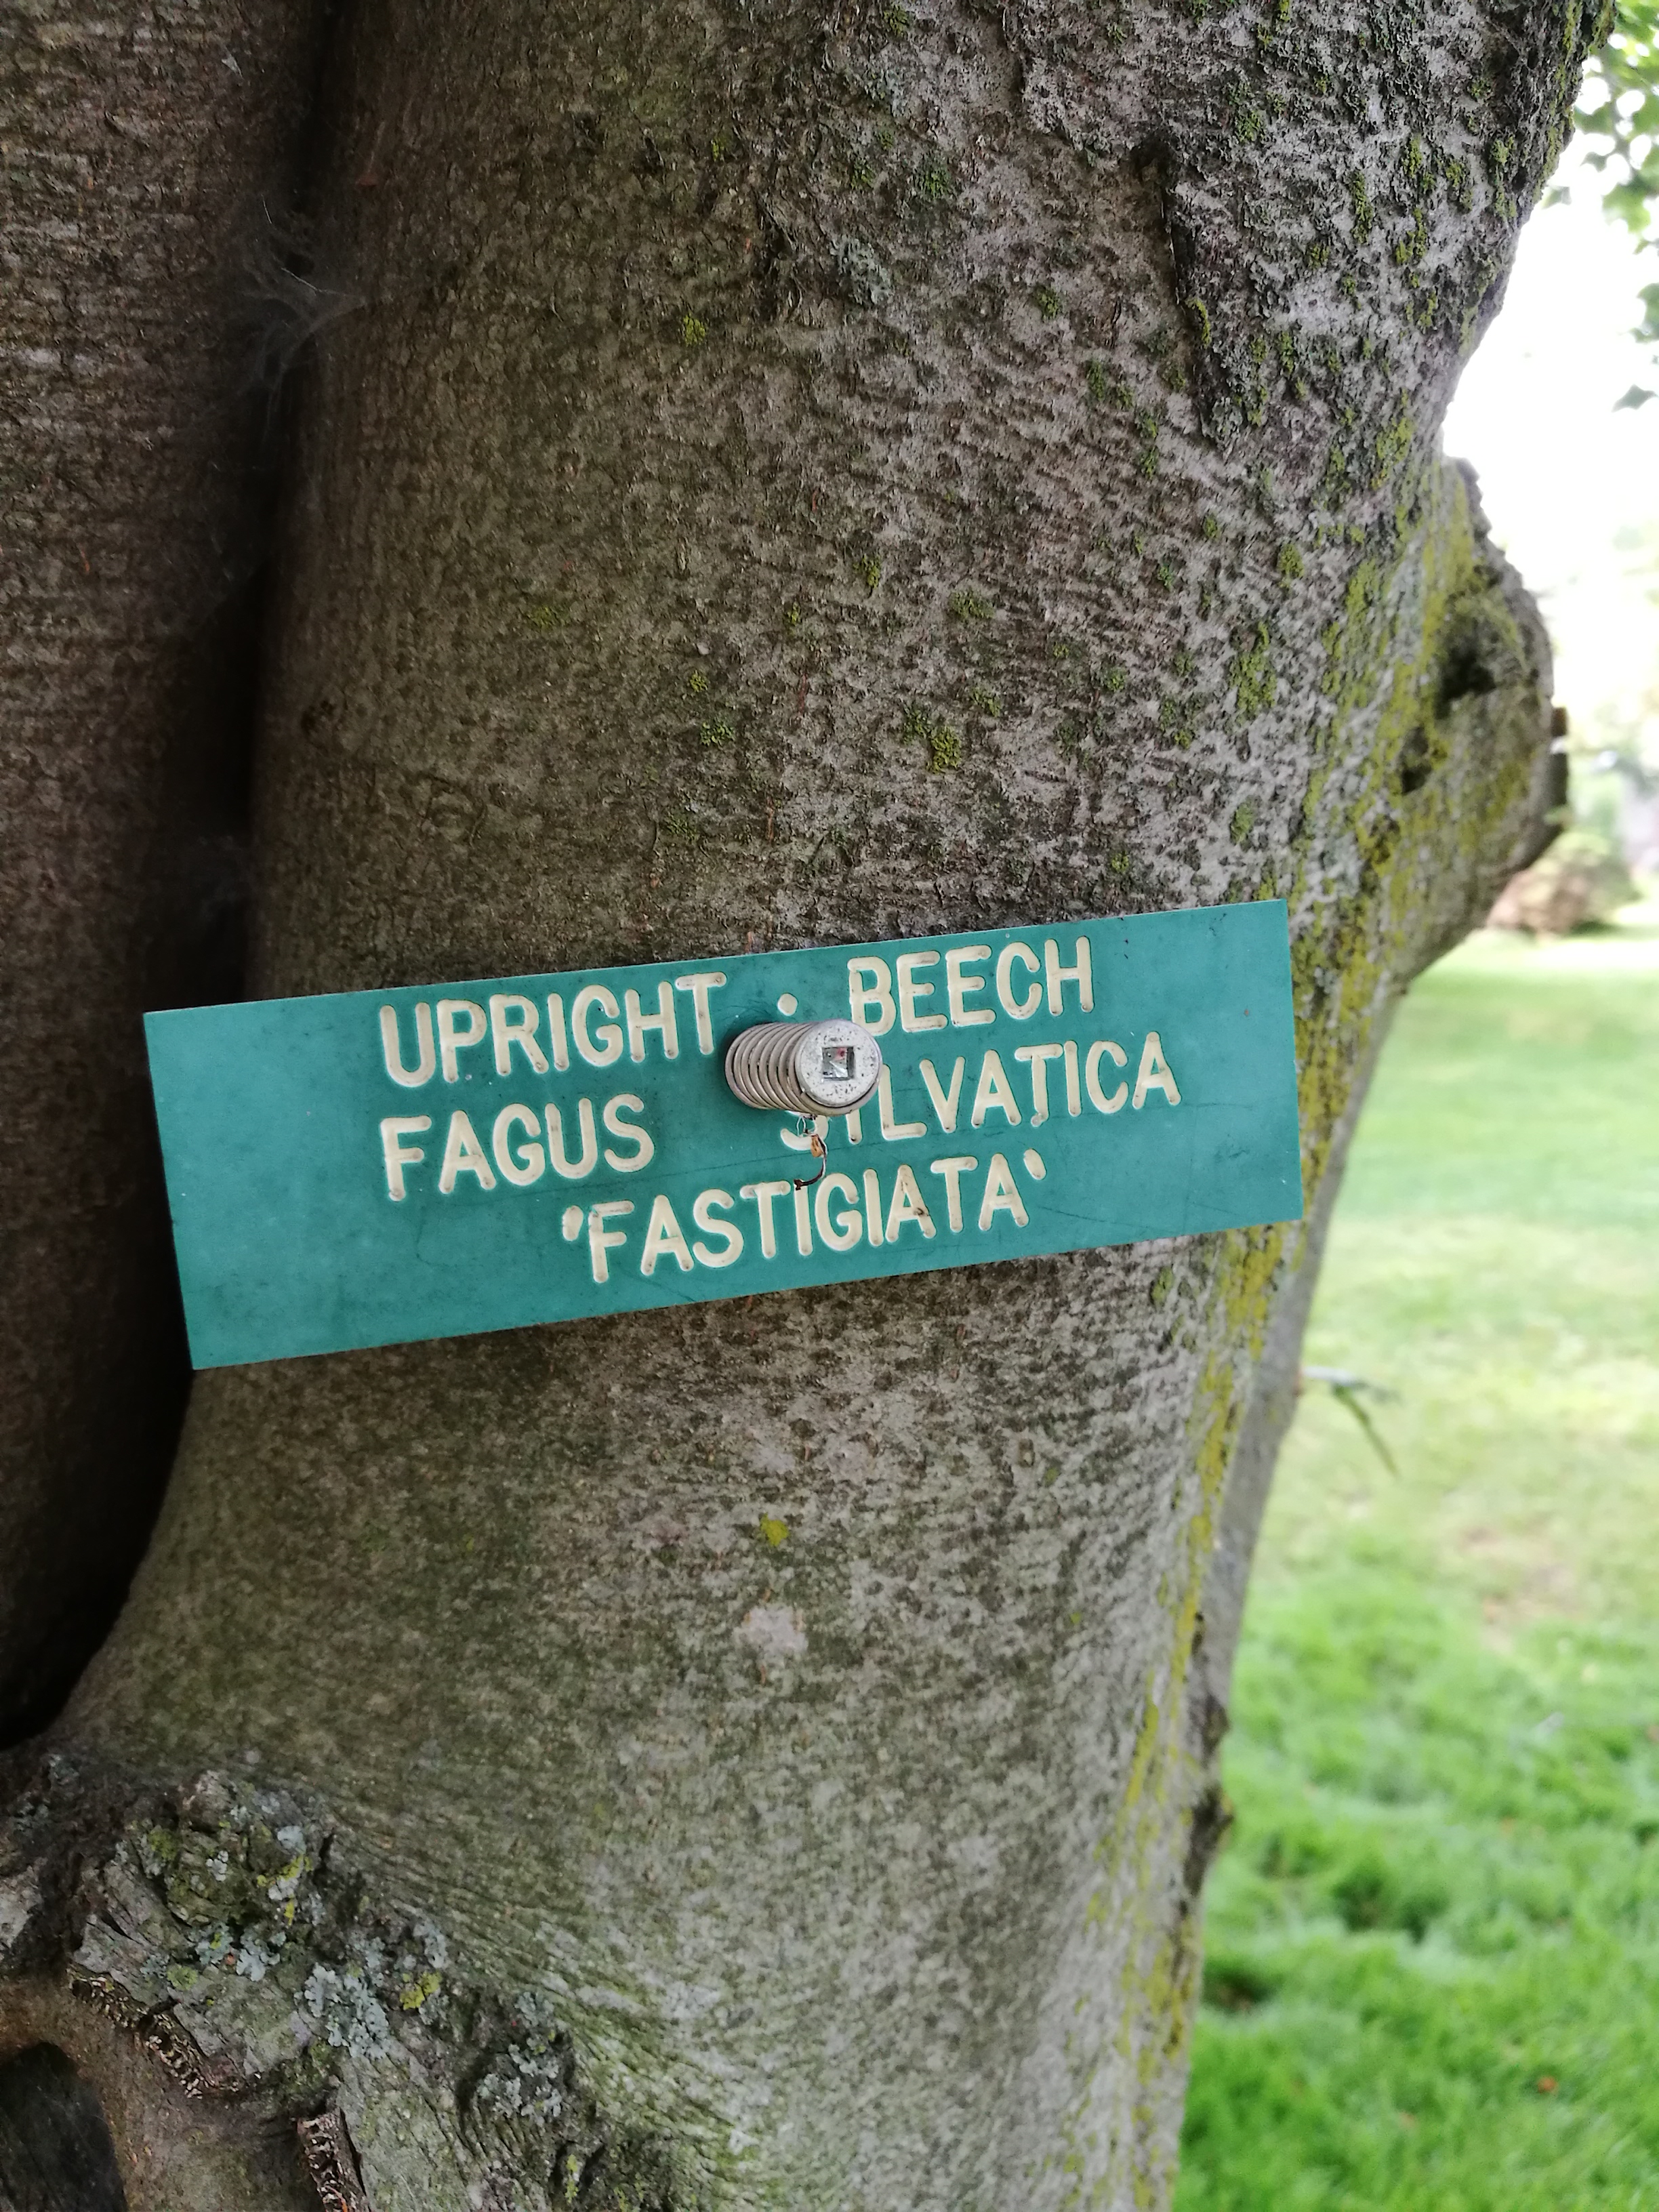 UPRIGHT · BEECH
FAGUS SILVATICA
'FASTIGIATA'